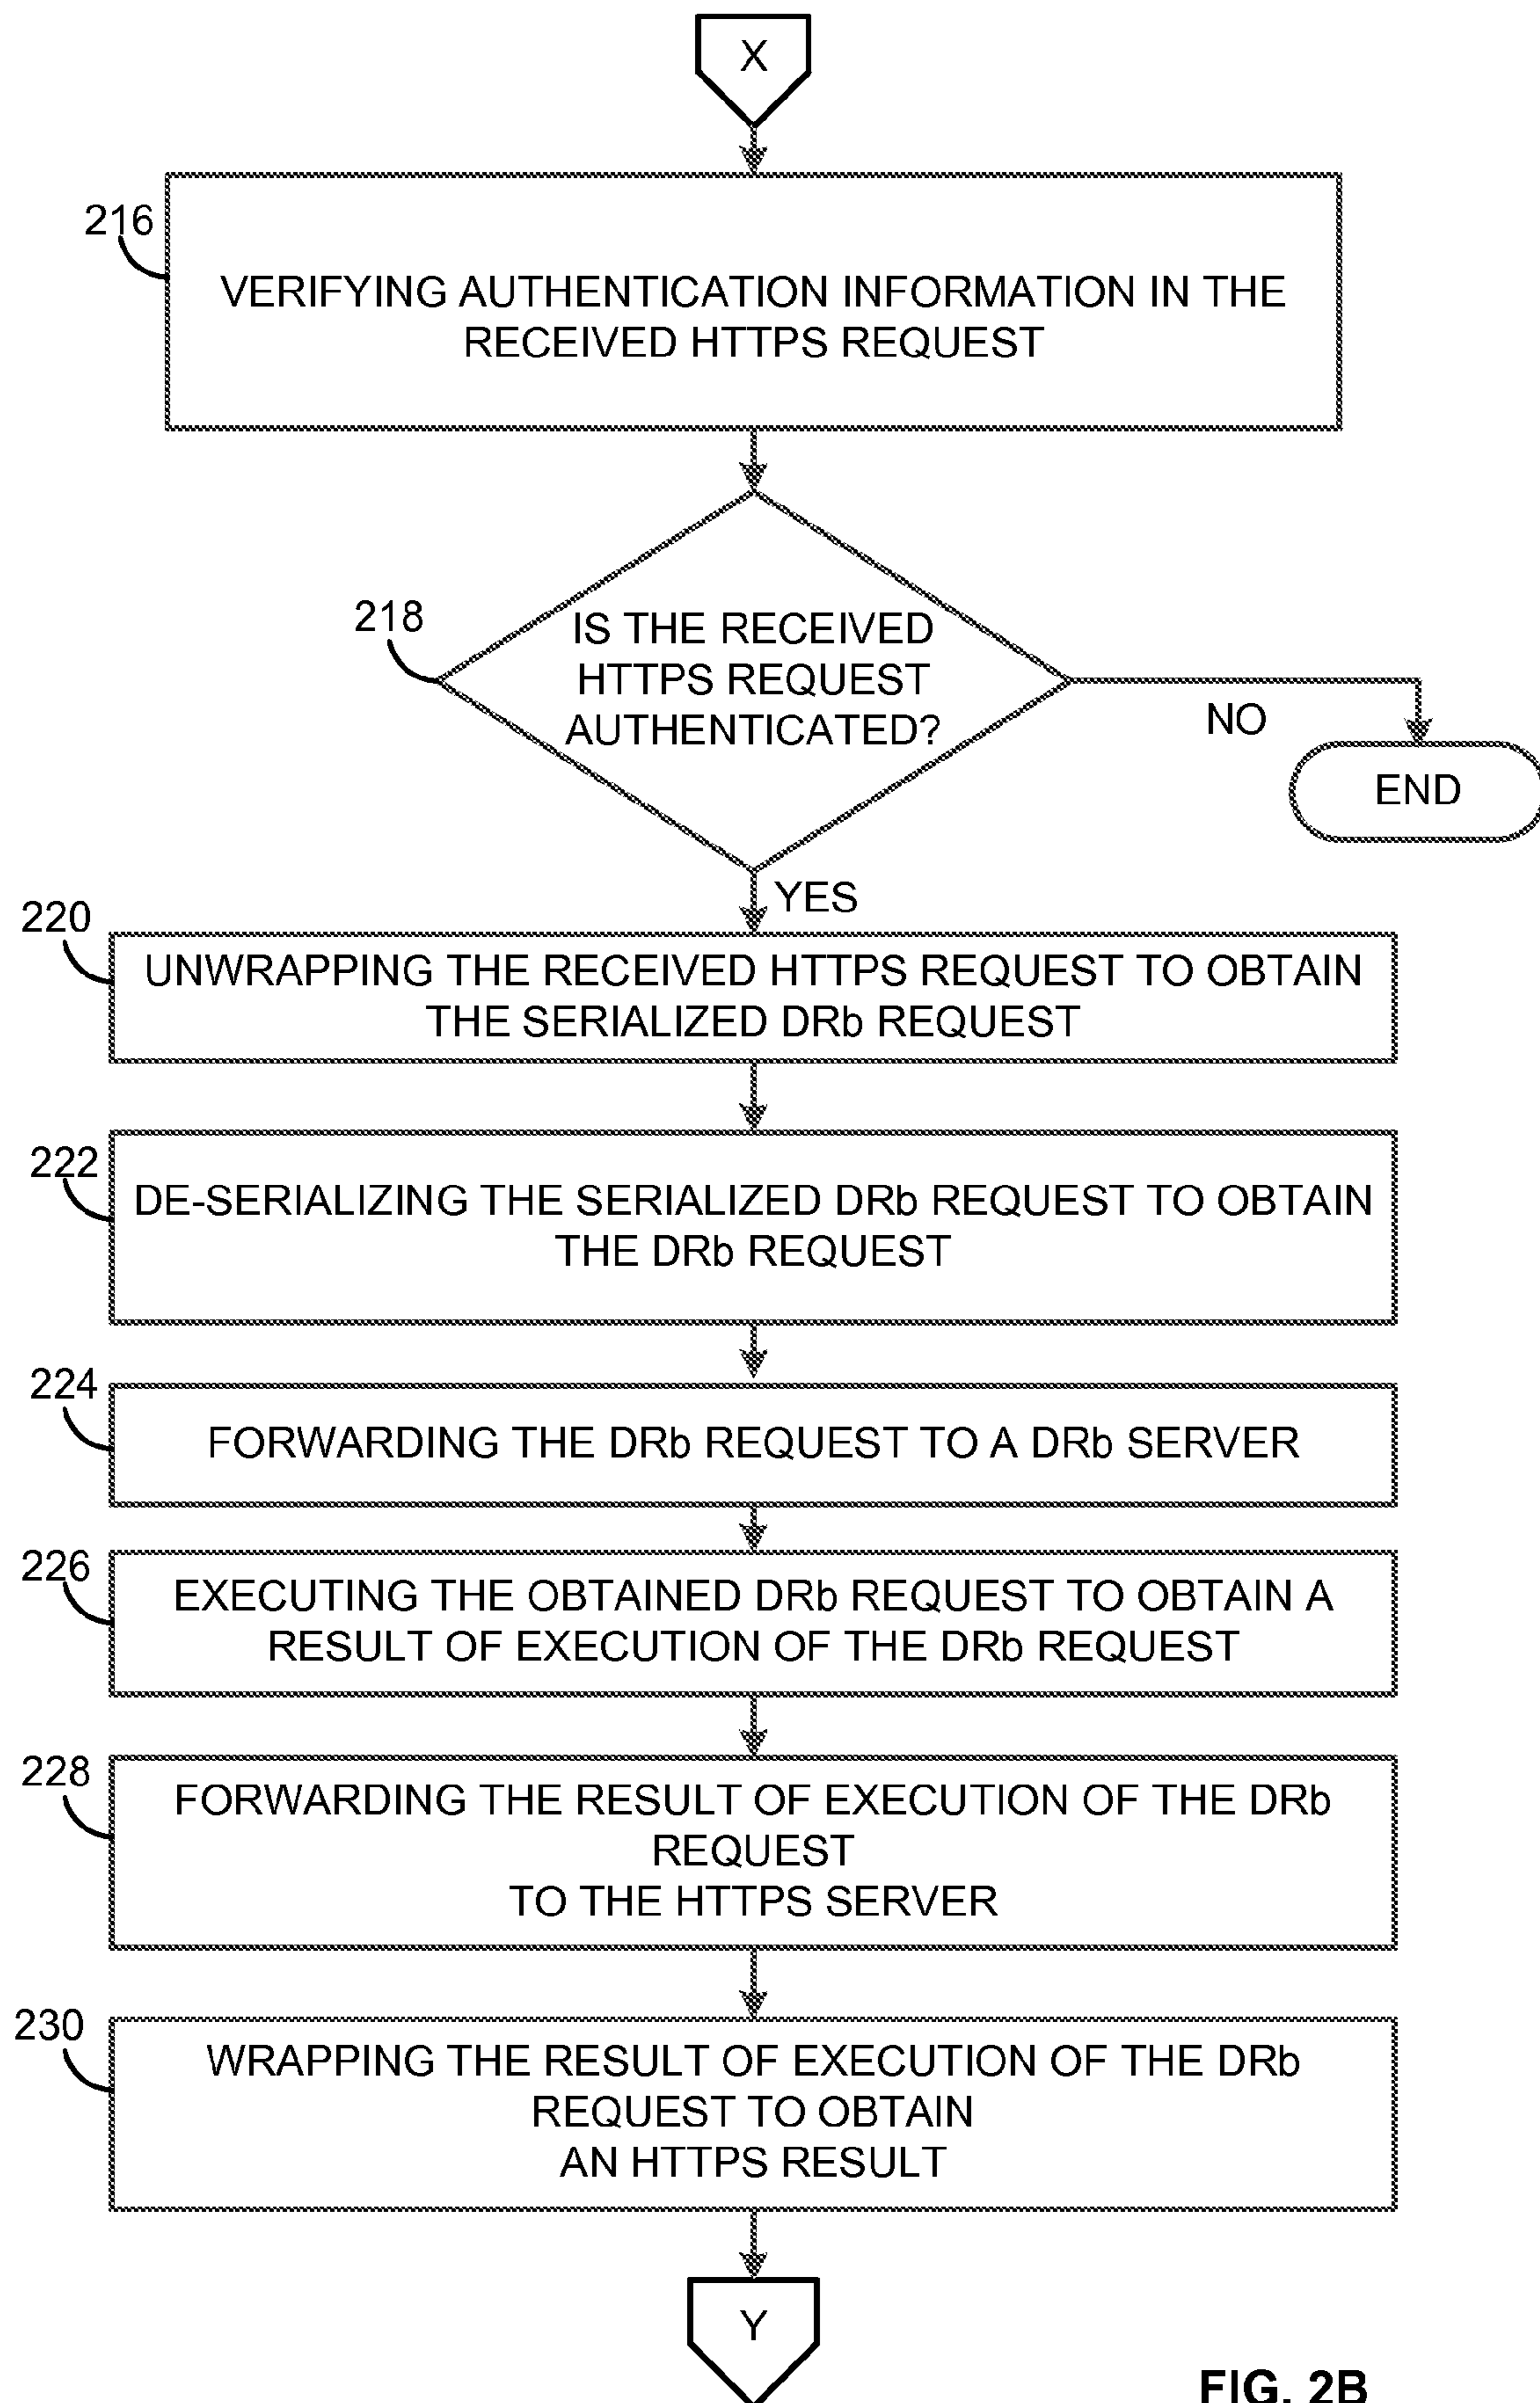 X
216
VERIFYING AUTHENTICATION INFORMATION IN THE
RECEIVED HTTPS REQUEST
218
IS THE RECEIVED
HTTPS REQUEST
AUTHENTICATED?
NO
END
YES
220
UNWRAPPING THE RECEIVED HTTPS REQUEST TO OBTAIN
THE SERIALIZED DRb REQUEST
222
DE-SERIALIZING THE SERIALIZED DRb REQUEST TO OBTAIN
THE DRb REQUEST
224
FORWARDING THE DRb REQUEST TO A DRb SERVER
226
EXECUTING THE OBTAINED DRb REQUEST TO OBTAIN A
RESULT OF EXECUTION OF THE DRb REQUEST
228
FORWARDING THE RESULT OF EXECUTION OF THE DRb
REQUEST
TO THE HTTPS SERVER
230
WRAPPING THE RESULT OF EXECUTION OF THE DRb
REQUEST TO OBTAIN
AN HTTPS RESULT
Y
FIG. 2B